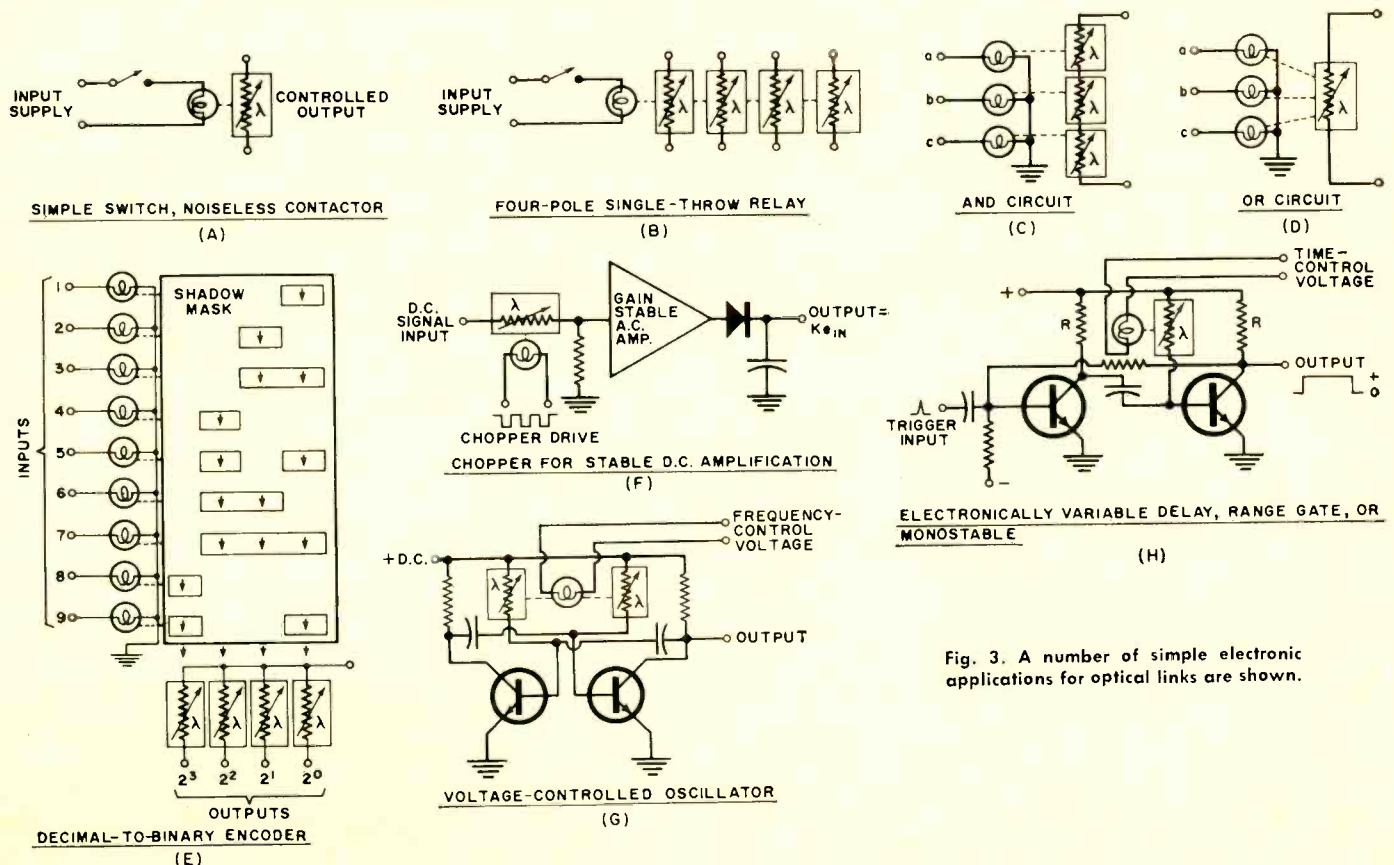 INPUT
SUPPLY
λ
CONTROLLED
OUTPUT
SIMPLE SWITCH, NOISELESS CONTACTOR
(A)
INPUT
SUPPLY
λ λ λ λ
FOUR-POLE SINGLE-THROW RELAY
(B)
a
b
c
λ
λ
λ
AND CIRCUIT
(C)
a
b
c
λ
OR CIRCUIT
(D)
INPUTS
1
2
3
4
5
6
7
8
9
SHADOW
MASK
λ λ λ λ
2³ 2² 2¹ 2⁰
OUTPUTS
DECIMAL-TO-BINARY ENCODER
(E)
D.C.
SIGNAL
INPUT
λ
CHOPPER DRIVE
GAIN
STABLE
A.C.
AMP.
OUTPUT=
KeIN
CHOPPER FOR STABLE D.C. AMPLIFICATION
(F)
FREQUENCY-
CONTROL
VOLTAGE
+D.C.
λ λ
OUTPUT
VOLTAGE-CONTROLLED OSCILLATOR
(G)
TIME-
CONTROL
VOLTAGE
+
R λ R
OUTPUT
+
0
TRIGGER
INPUT
-
ELECTRONICALLY VARIABLE DELAY, RANGE GATE, OR
MONOSTABLE
(H)
Fig. 3. A number of simple electronic
applications for optical links are shown.